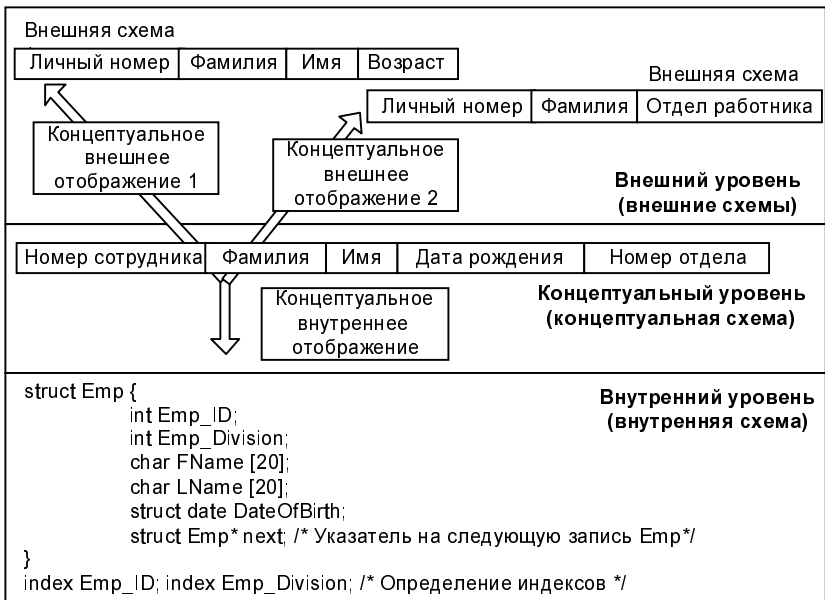 Внешняя схема
Личный номер Фамилия Имя Возраст
Внешняя схема
Личный номер Фамилия Отдел работника
Концептуальное
внешнее
отображение 1
Концептуальное
внешнее
отображение 2
Внешний уровень
(внешние схемы)
Номер сотрудника Фамилия Имя Дата рождения Номер отдела
Концептуальное
внутреннее
отображение
Концептуальный уровень
(концептуальная схема)
Внутренний уровень
(внутренняя схема)
struct Emp {
int Emp_ID;
int Emp_Division;
char FName [20];
char LName [20];
struct date DateOfBirth;
struct Emp* next; /* Указатель на следующую запись Emp*/
}
index Emp_ID; index Emp_Division; /* Определение индексов */